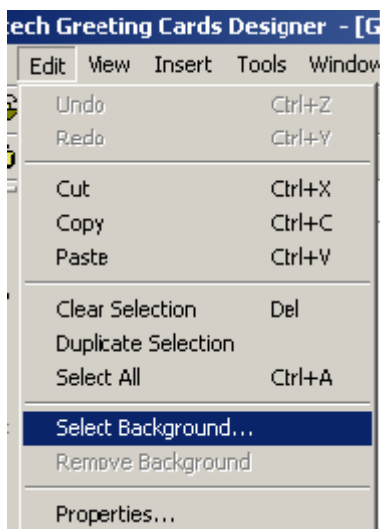 ech Greeting Cards Designer - [G
Edit View Insert Tools Window
Undo Ctrl+Z
Redo Ctrl+Y
Cut Ctrl+X
Copy Ctrl+C
Paste Ctrl+V
Clear Selection Del
Duplicate Selection
Select All Ctrl+A
Select Background...
Remove Background
Properties...